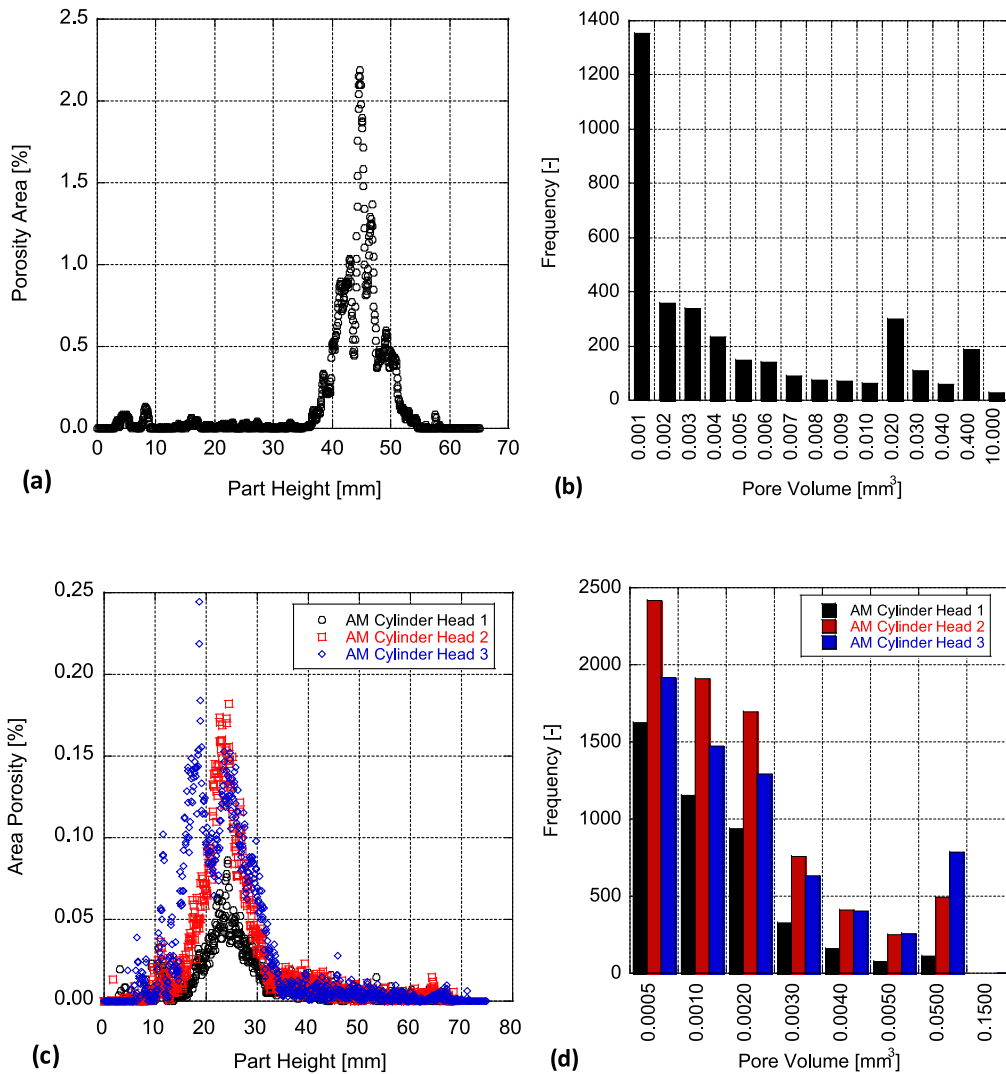 2.5
2.0
1.5
1.0
0.5
0.0
Porosity Area [%]
0 10 20 30 40 50 60 70
Part Height [mm]
(a)
1400
1200
1000
800
600
400
200
0
Frequency [-]
0.001 0.002 0.003 0.004 0.005 0.006 0.007 0.008 0.009 0.010 0.020 0.030 0.040 0.400 10.000
Pore Volume [mm³]
(b)
0.25
0.20
0.15
0.10
0.05
0.00
Area Porosity [%]
AM Cylinder Head 1
AM Cylinder Head 2
AM Cylinder Head 3
0 10 20 30 40 50 60 70 80
Part Height [mm]
(c)
2500
2000
1500
1000
500
0
Frequency [-]
AM Cylinder Head 1
AM Cylinder Head 2
AM Cylinder Head 3
0.0005 0.0010 0.0020 0.0030 0.0040 0.0050 0.0500 0.1500
Pore Volume [mm³]
(d)